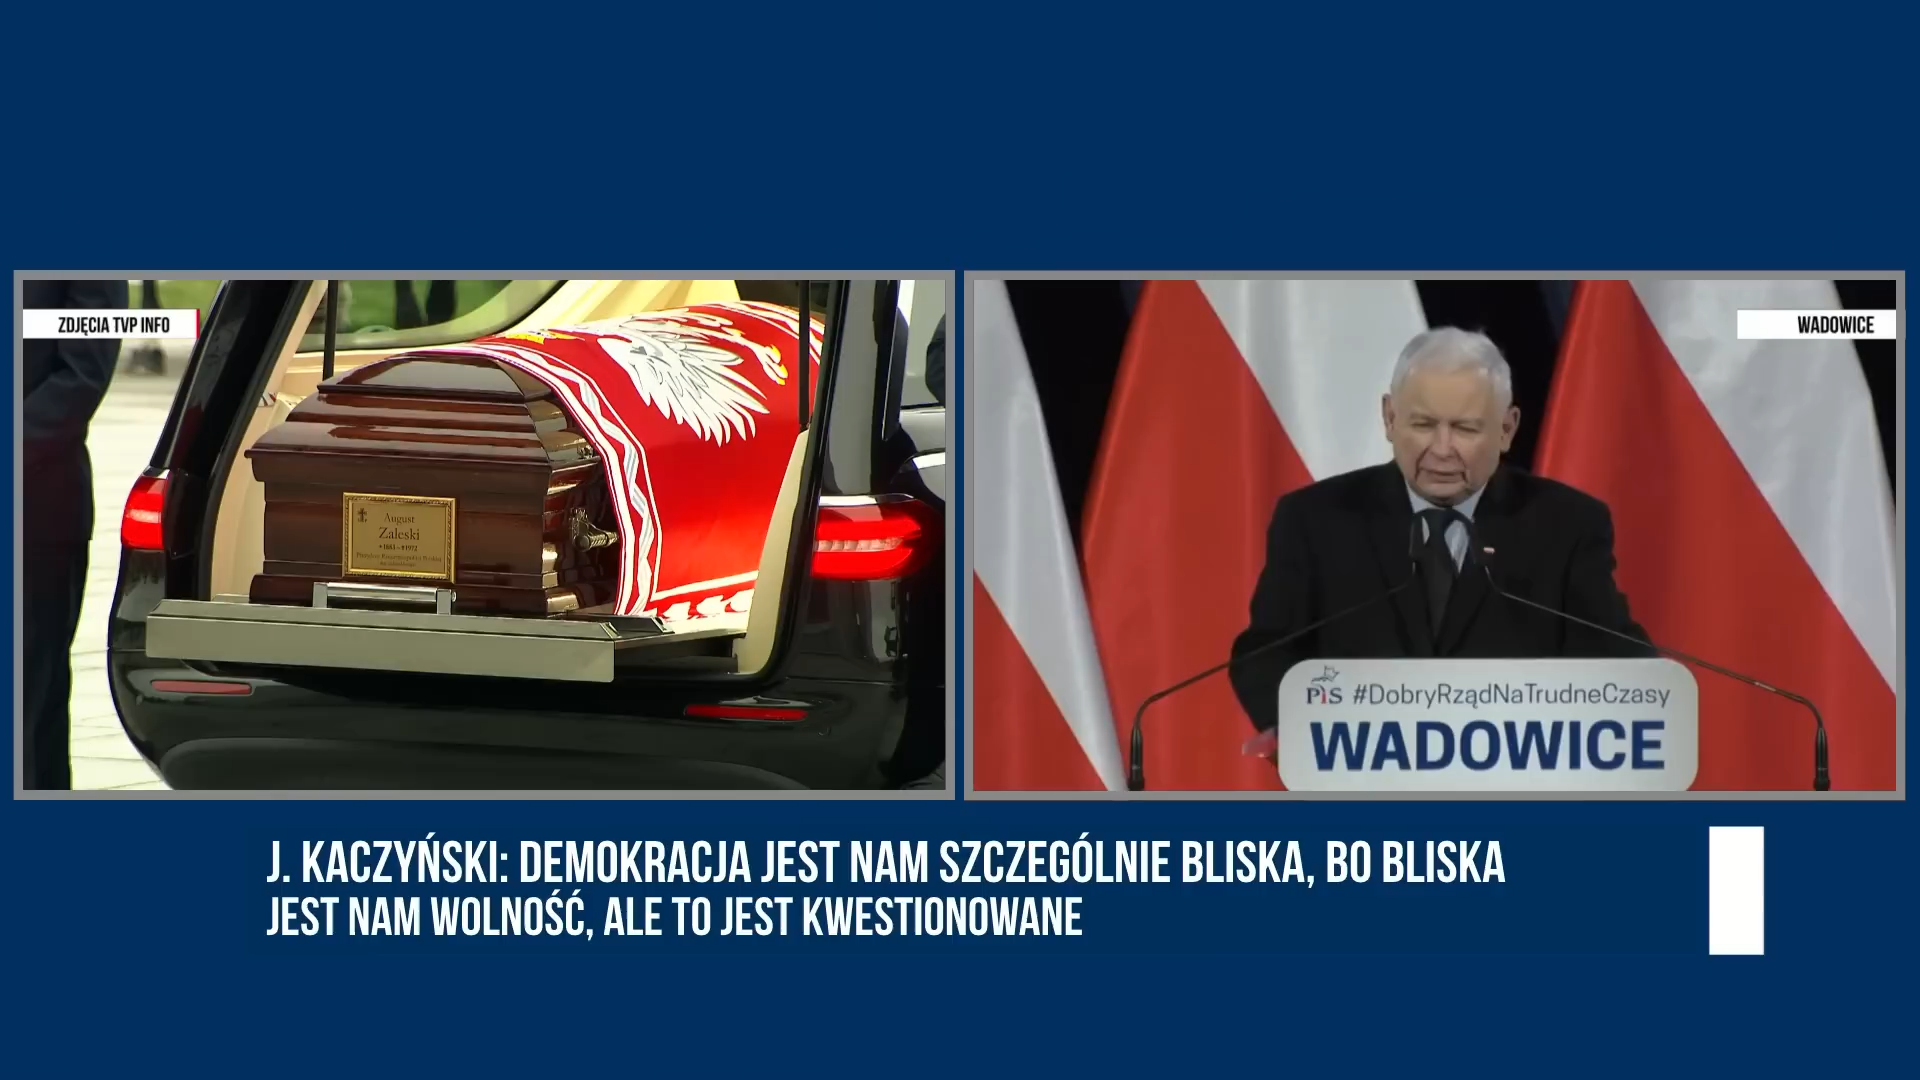 ZDJĘCIA TVP INFO
August
Zaleski
WADOWICE
PiS #DobryRządNaTrudneCzasy
WADOWICE
J. KACZYŃSKI: DEMOKRACJA JEST NAM SZCZEGÓLNIE BLISKA, BO BLISKA
JEST NAM WOLNOŚĆ, ALE TO JEST KWESTIONOWANE